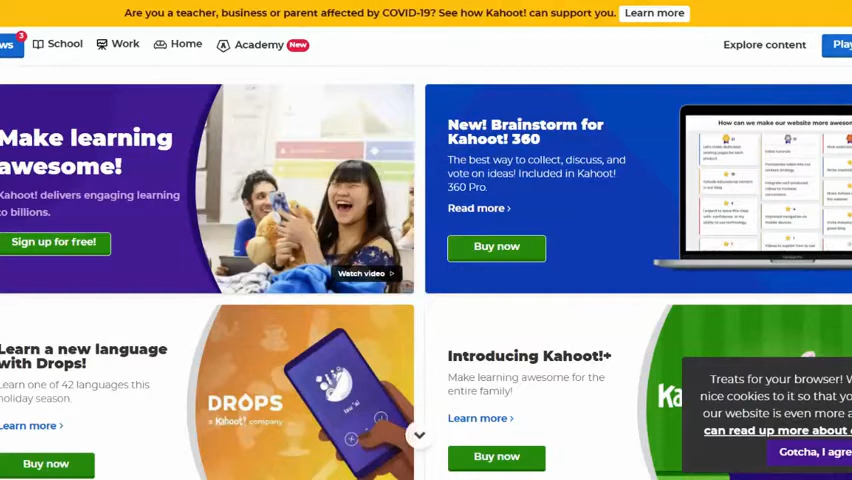 Are you a teacher, business or parent affected by COVID-19? See how Kahoot! can support you. Learn more
3
School Work Home Academy New Explore content
Make learning
awesome!
Kahoot! delivers engaging learning
to billions.
Sign up for free!
Watch video
New! Brainstorm for
Kahoot! 360
The best way to collect, discuss, and
vote on ideas! Included in Kahoot!
360 Pro.
Read more ›
Buy now
How can we make our website more
Learn a new language
with Drops!
Learn one of 42 languages this
holiday season.
Learn more ›
Buy now
DROPS
a Kahoot! company
Introducing Kahoot!+
Make learning awesome for the
entire family!
Learn more ›
Buy now
Treats for your browser!
nice cookies to it so that
our website is even more
can read up more about
Gotcha, I